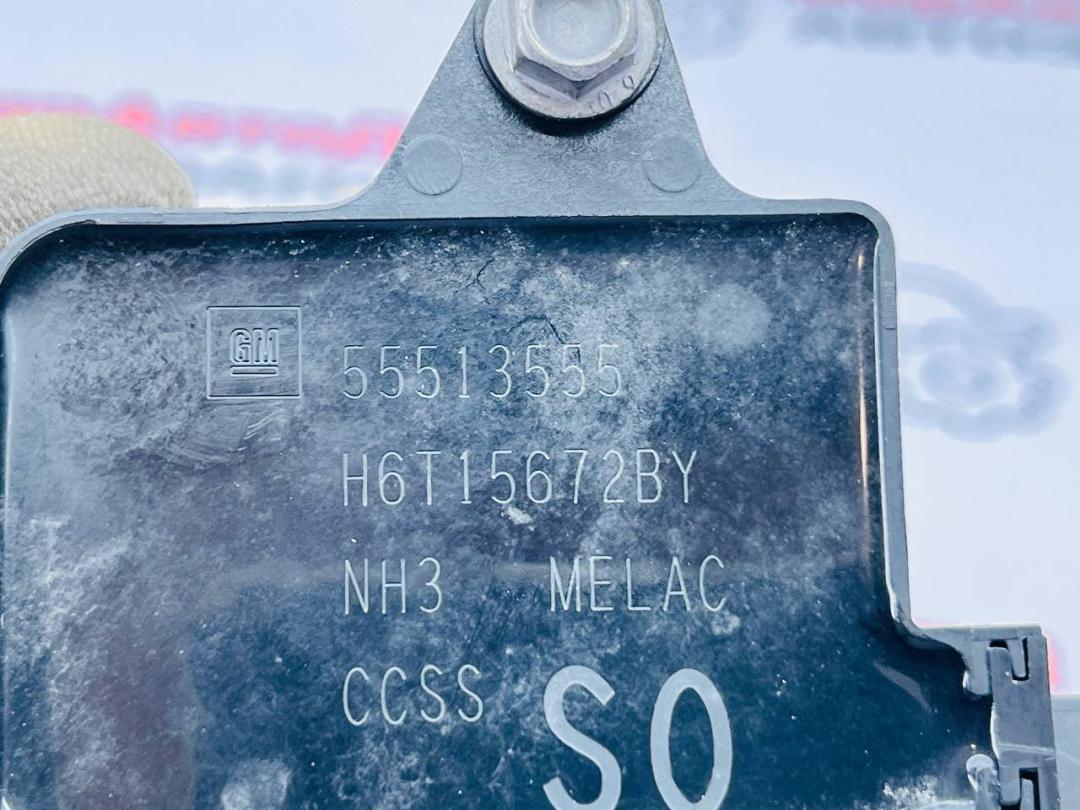 GM
55513555
H6T15672BY
NH3 MELAC
CCSS SO